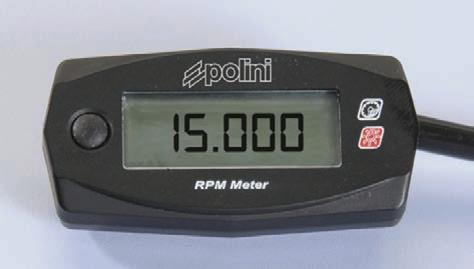 polini
15.000
RPM Meter